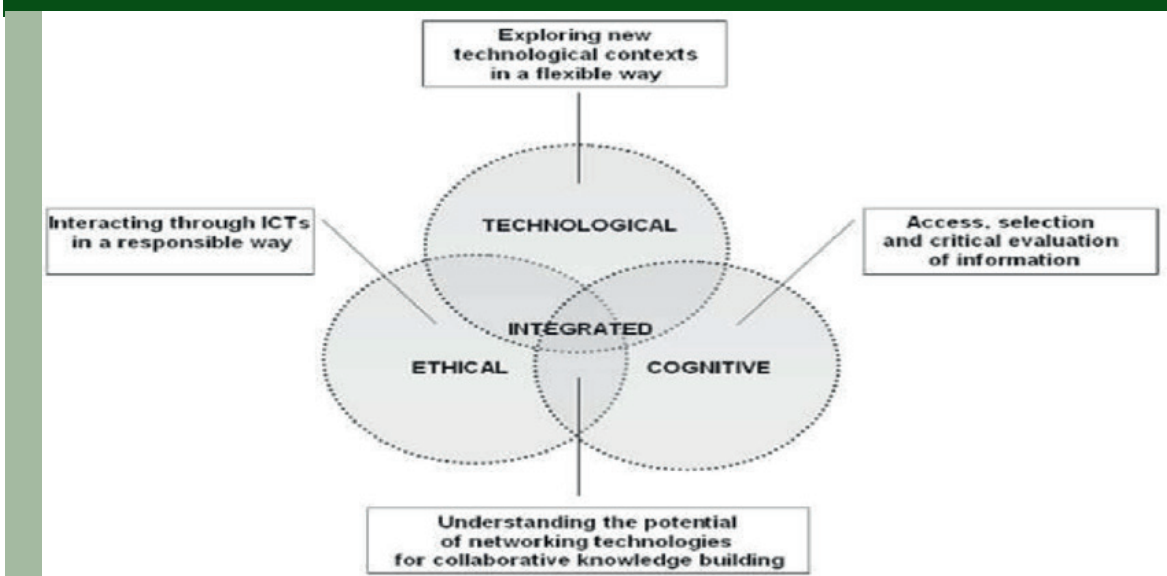 Exploring new
technological contexts
in a flexible way
TECHNOLOGICAL
Interacting through ICTs
in a responsible way
Access, selection
and critical evaluation
of information
INTEGRATED
ETHICAL
COGNITIVE
Understanding the potential
of networking technologies
for collaborative knowledge building